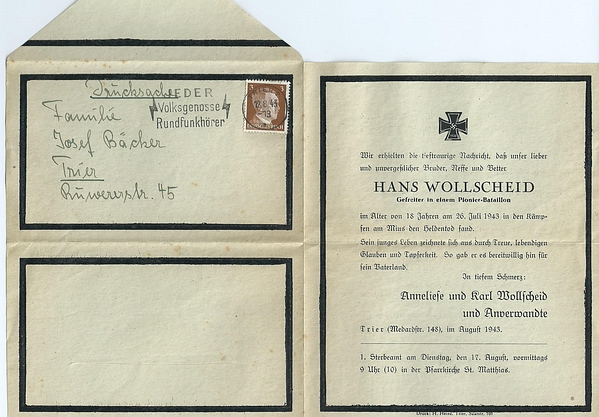 Drucksache
JEDER
Volksgenosse
Rundfunkhörer
Familie
Josef Bäcker
Trier
Ruwererstr. 45
Wir erhielten die tieftraurige Nachricht, daß unser lieber
und unvergeßlicher Bruder, Neffe und Vetter
HANS WOLLSCHEID
Gefreiter in einem Pionier-Bataillon
im Alter von 18 Jahren am 26. Juli 1943 in den Kämp-
fen am Mius den Heldentod fand.
Sein junges Leben zeichnete sich aus durch Treue, lebendigen
Glauben und Tapferkeit. So gab er es bereitwillig hin für
sein Vaterland.
In tiefem Schmerz:
Anneliese und Karl Wollscheid
und Anverwandte
Trier (Medardstr. 148), im August 1943.
1. Sterbeamt am Dienstag, den 17. August, vormittags
9 Uhr (10) in der Pfarrkirche St. Matthias.
Druck: H. Trier,